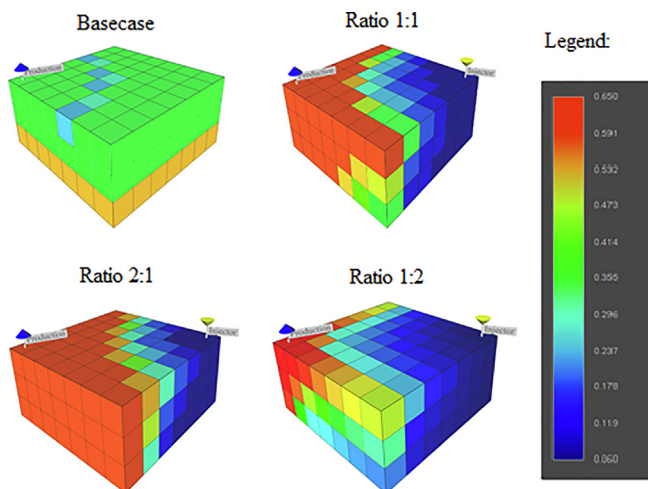 Basecase
Ratio 1:1
Legend:
Production
Production
Injector
0.650
0.591
0.532
0.473
0.414
0.355
0.296
0.237
0.178
0.119
0.060
Ratio 2:1
Ratio 1:2
Production
Injector
Production
Injector